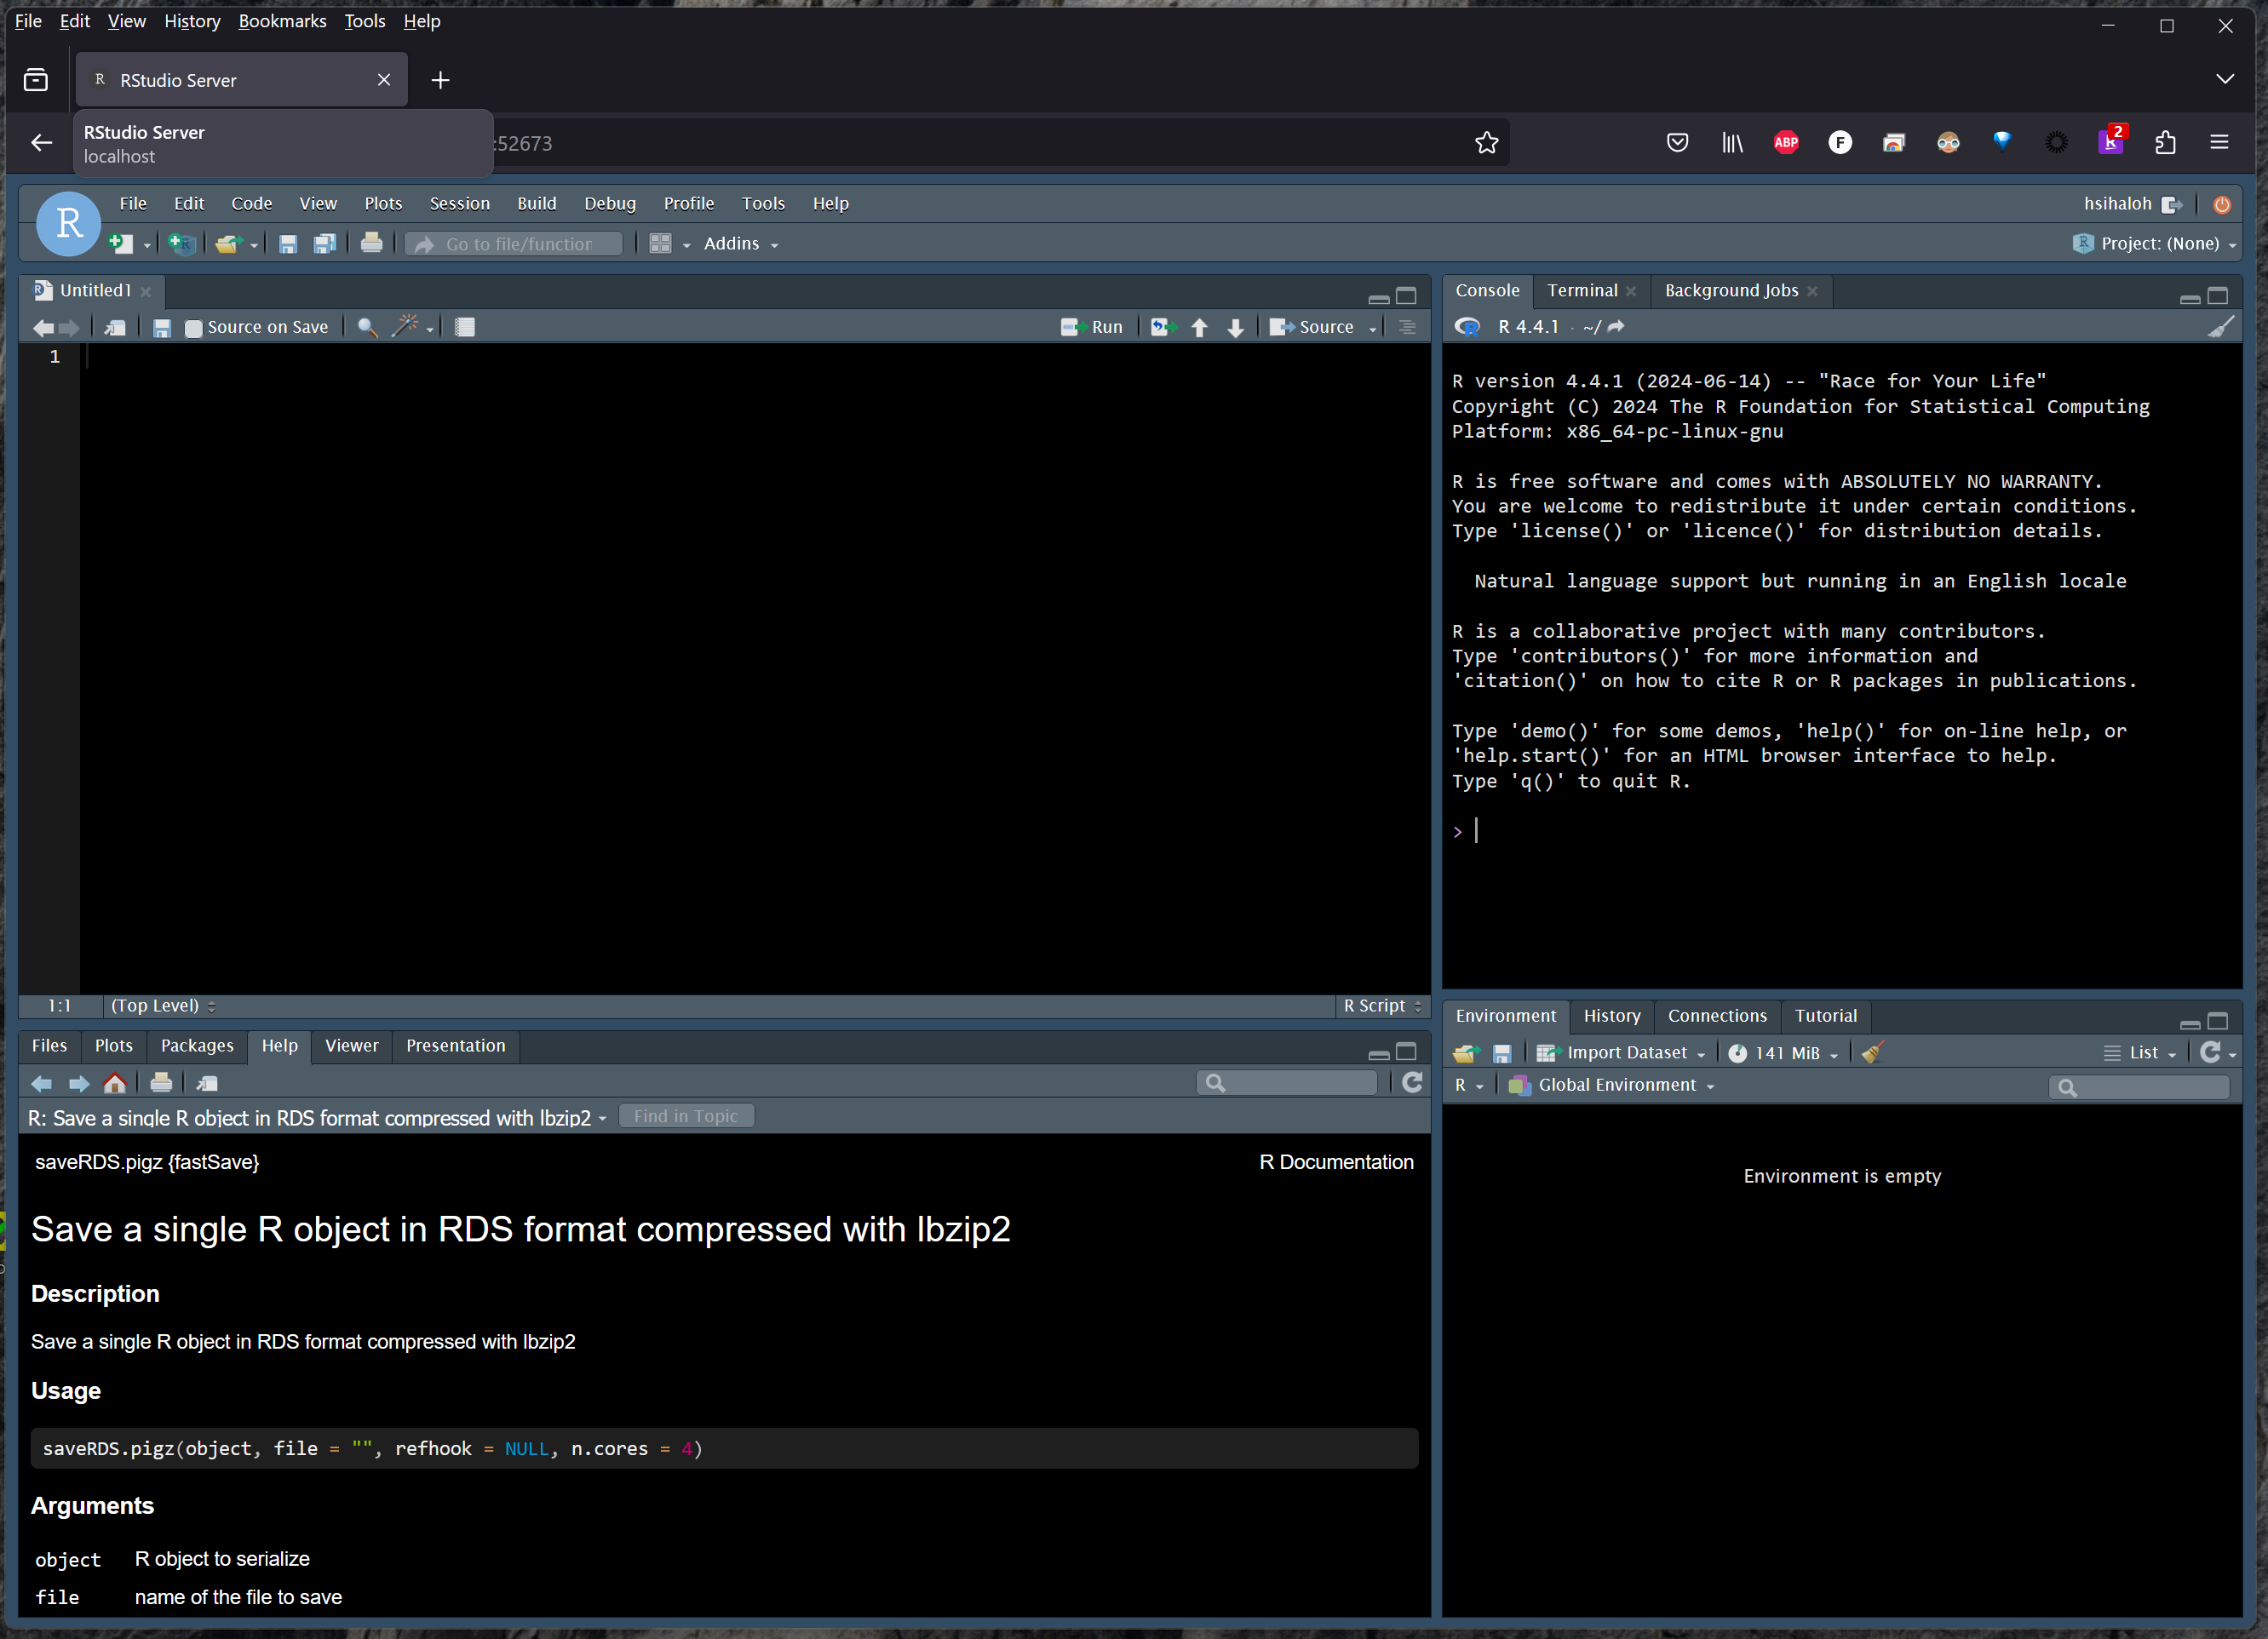 File Edit View History Bookmarks Tools Help
R RStudio Server
RStudio Server
localhost
:52673
ABP
F
2
R
File Edit Code View Plots Session Build Debug Profile Tools Help
hsihaloh
Go to file/function
Addins
Project: (None)
Untitled1
Source on Save
Run
Source
1
1:1 (Top Level)
R Script
Console Terminal Background Jobs
R 4.4.1 · ~/
R version 4.4.1 (2024-06-14) -- "Race for Your Life"
Copyright (C) 2024 The R Foundation for Statistical Computing
Platform: x86_64-pc-linux-gnu
R is free software and comes with ABSOLUTELY NO WARRANTY.
You are welcome to redistribute it under certain conditions.
Type 'license()' or 'licence()' for distribution details.
Natural language support but running in an English locale
R is a collaborative project with many contributors.
Type 'contributors()' for more information and
'citation()' on how to cite R or R packages in publications.
Type 'demo()' for some demos, 'help()' for on-line help, or
'help.start()' for an HTML browser interface to help.
Type 'q()' to quit R.
>
Files Plots Packages Help Viewer Presentation
R: Save a single R object in RDS format compressed with lbzip2
Find in Topic
saveRDS.pigz {fastSave}
R Documentation
Save a single R object in RDS format compressed with lbzip2
Description
Save a single R object in RDS format compressed with lbzip2
Usage
saveRDS.pigz(object, file = "", refhook = NULL, n.cores = 4)
Arguments
object R object to serialize
file name of the file to save
Environment History Connections Tutorial
Import Dataset
141 MiB
List
R
Global Environment
Environment is empty